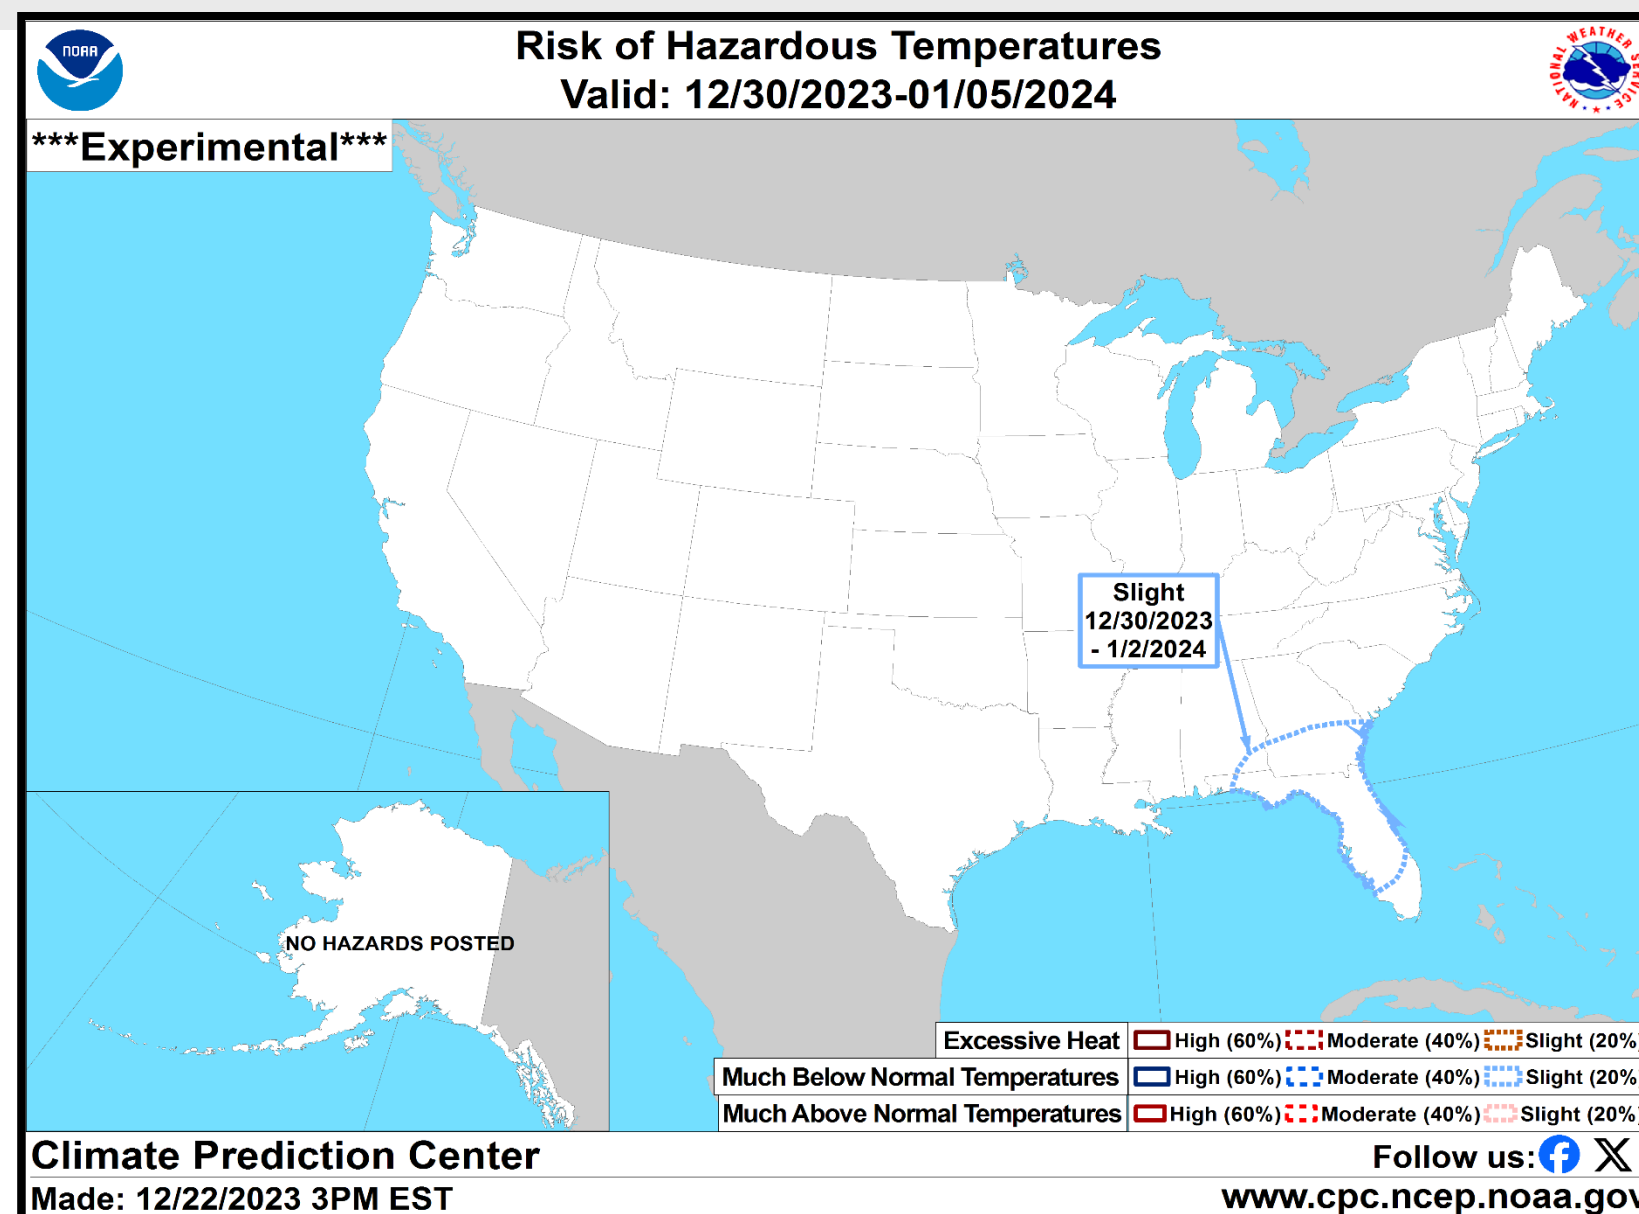 NOAA
Risk of Hazardous Temperatures
Valid: 12/30/2023-01/05/2024
NATIONAL WEATHER SERVICE
***Experimental***
Slight
12/30/2023
- 1/2/2024
NO HAZARDS POSTED
Excessive Heat High (60%) Moderate (40%) Slight (20%)
Much Below Normal Temperatures High (60%) Moderate (40%) Slight (20%)
Much Above Normal Temperatures High (60%) Moderate (40%) Slight (20%)
Climate Prediction Center
Follow us:
Made: 12/22/2023 3PM EST
www.cpc.ncep.noaa.gov